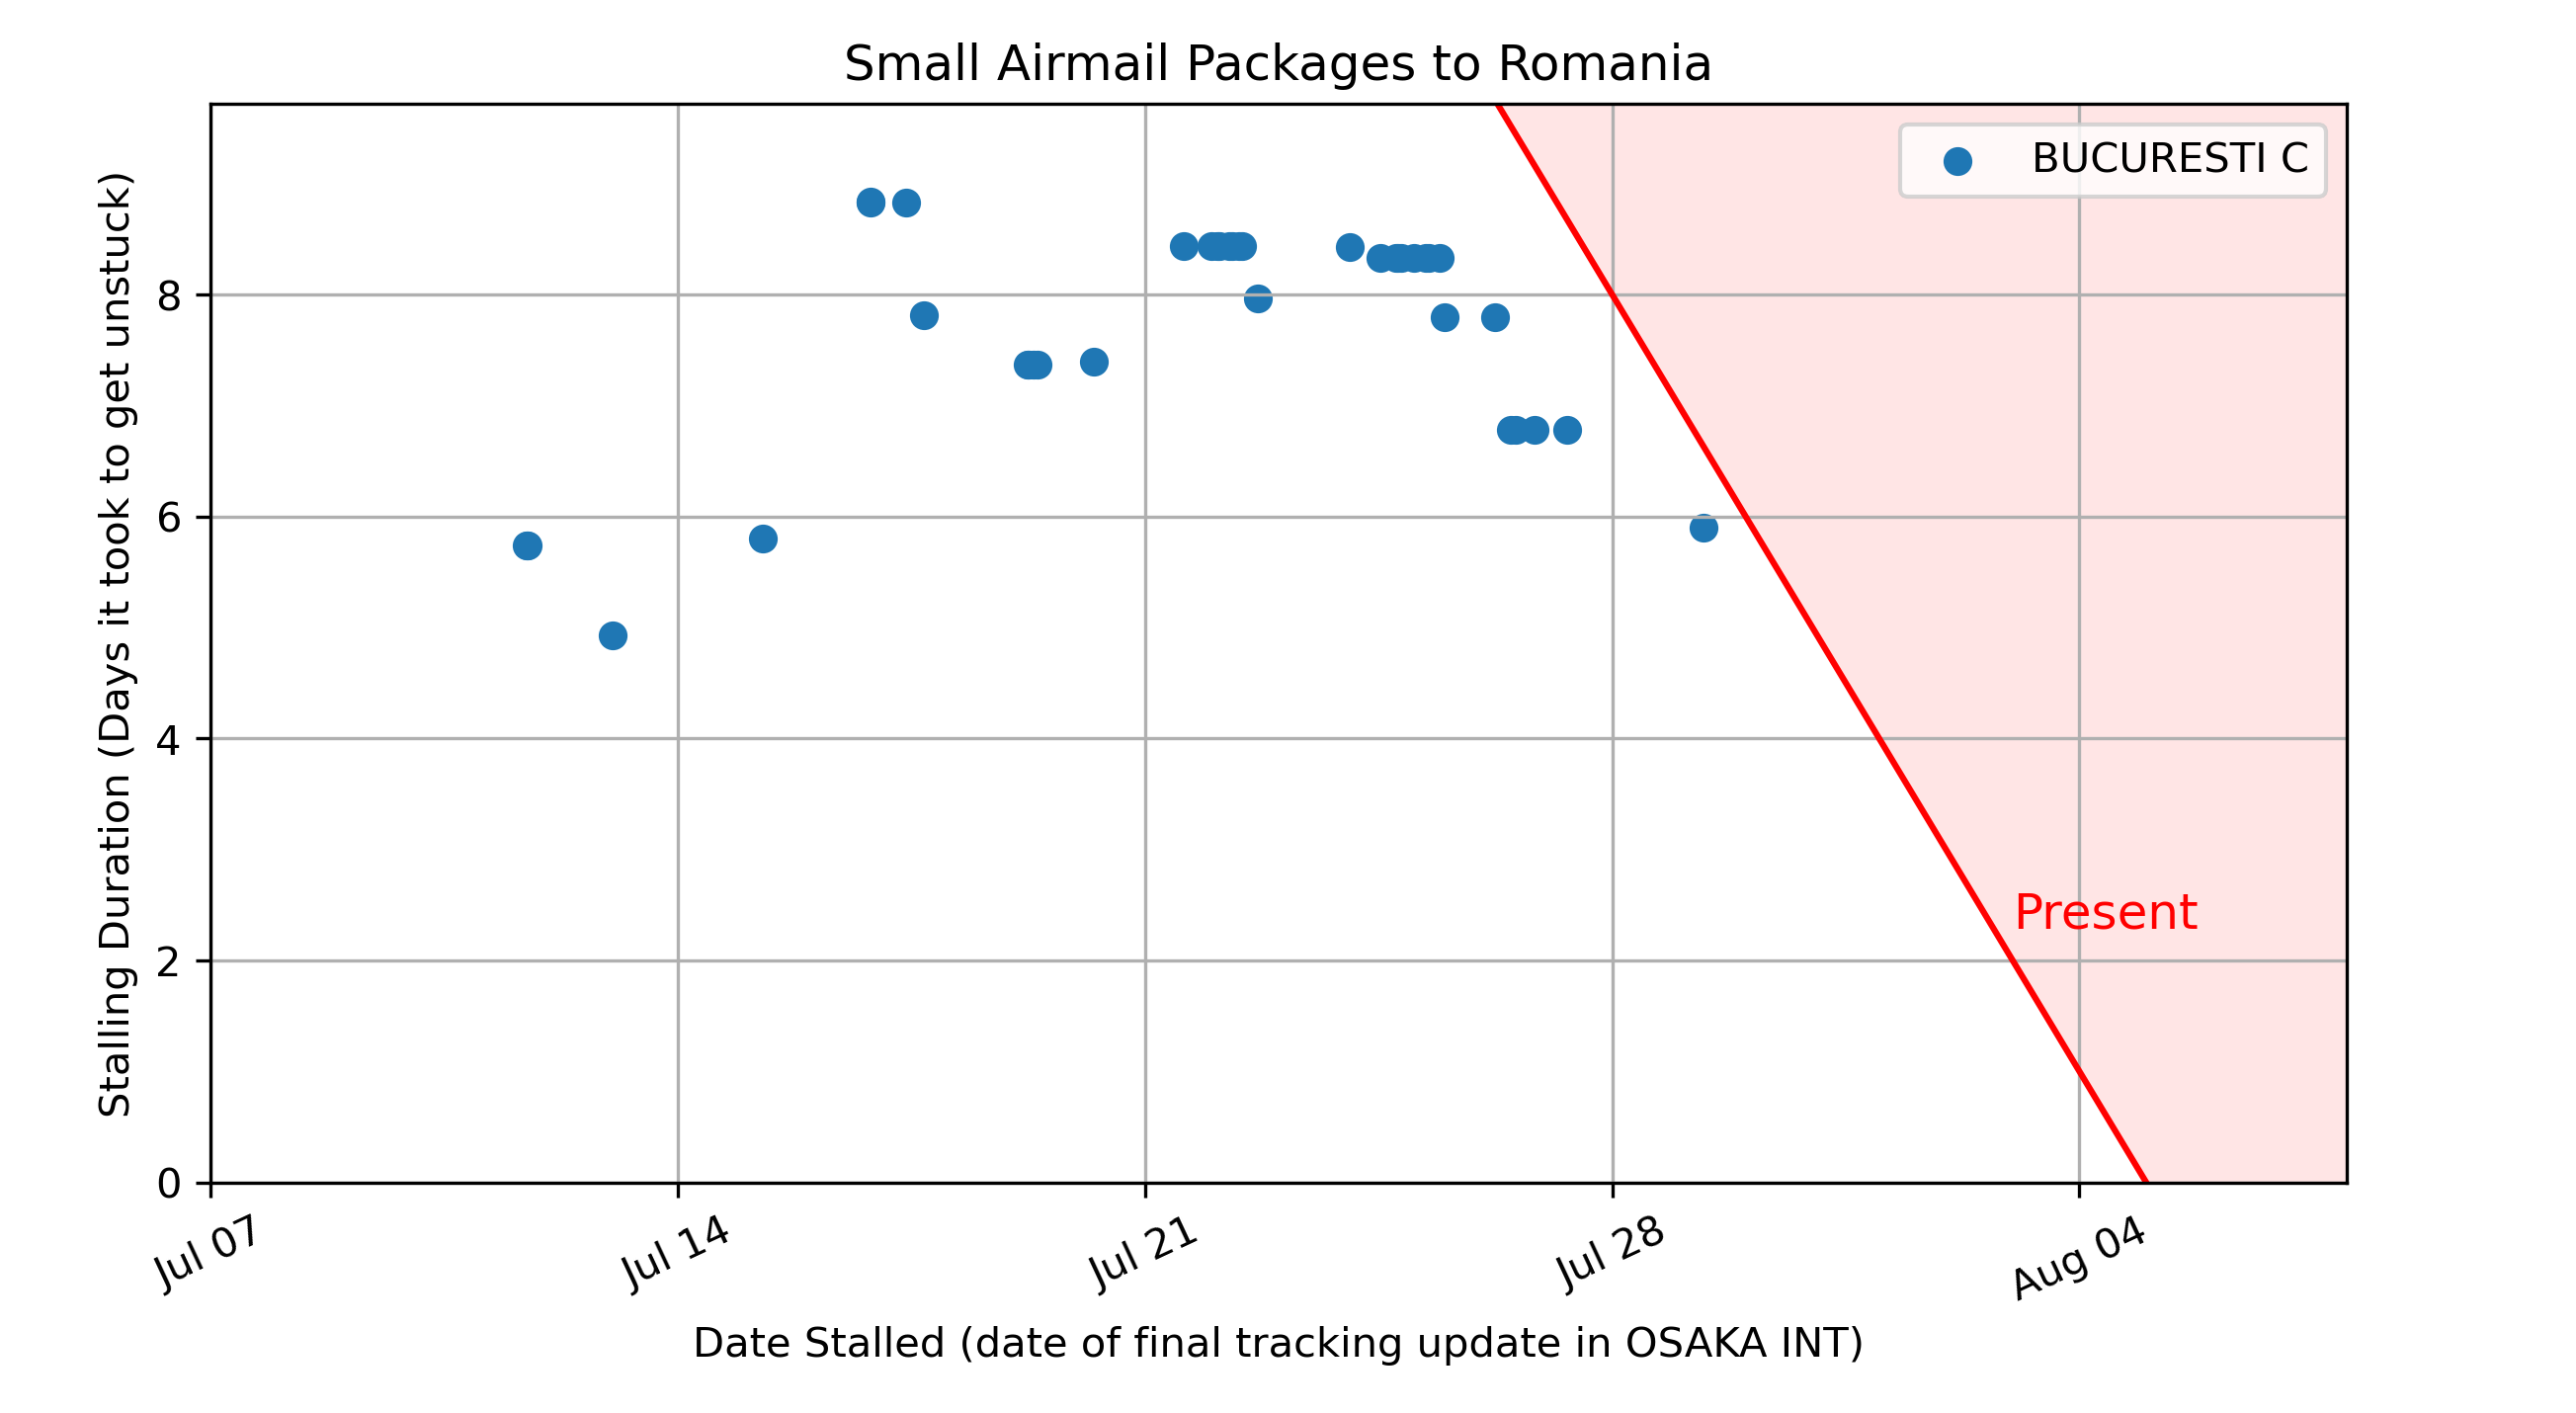 Small Airmail Packages to Romania
BUCURESTI C
Stalling Duration (Days it took to get unstuck)
8
6
4
2
0
Present
Jul 07
Jul 14
Jul 21
Jul 28
Aug 04
Date Stalled (date of final tracking update in OSAKA INT)